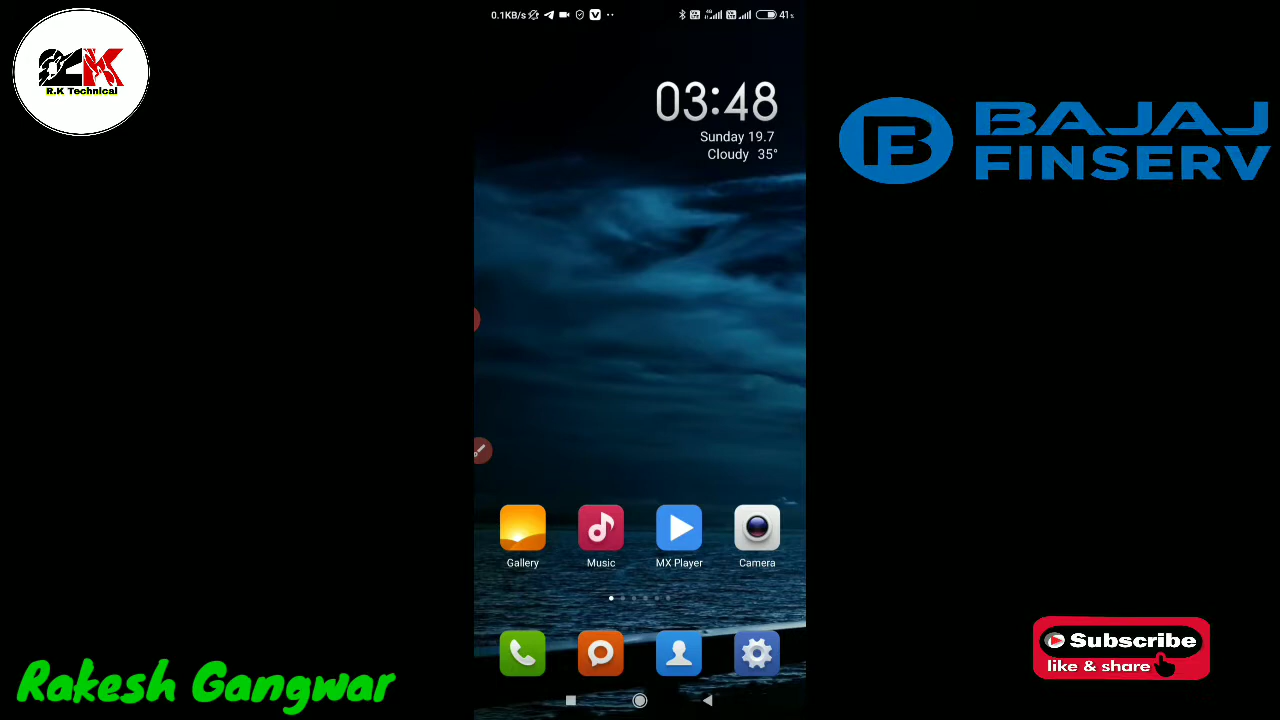 R.K Technical
0.1KB/s
41%
03:48
Sunday 19.7
Cloudy 35°
BAJAJ
FINSERV
Gallery
Music
MX Player
Camera
Subscribe
like & share
Rakesh Gangwar